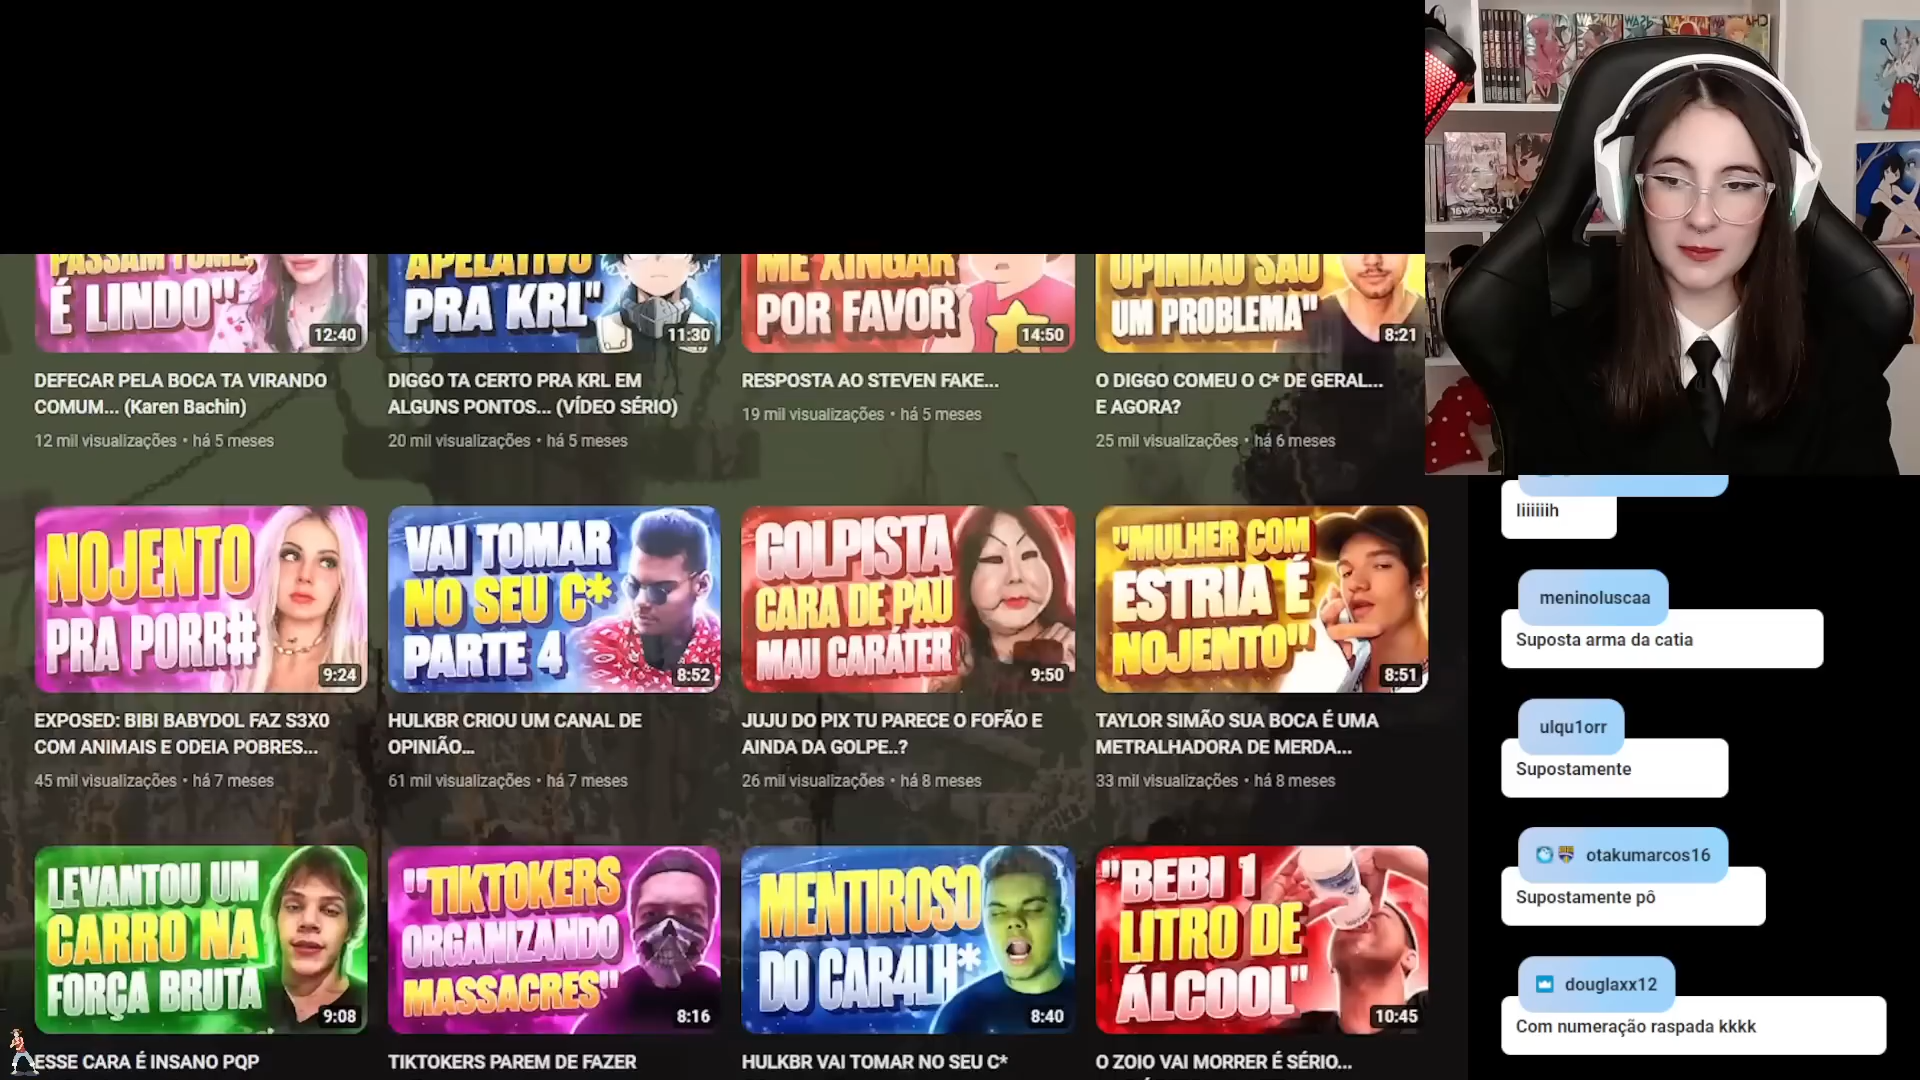 PASSAM FOME,
É LINDO"
12:40
DEFECAR PELA BOCA TA VIRANDO
COMUM... (Karen Bachin)
12 mil visualizações • há 5 meses
APELATIVO
PRA KRL"
11:30
DIGGO TA CERTO PRA KRL EM
ALGUNS PONTOS... (VÍDEO SÉRIO)
20 mil visualizações • há 5 meses
ME XINGAR
POR FAVOR
14:50
RESPOSTA AO STEVEN FAKE...
19 mil visualizações • há 5 meses
OPINIÃO SÃO
UM PROBLEMA"
8:21
O DIGGO COMEU O C* DE GERAL...
E AGORA?
25 mil visualizações • há 6 meses
NOJENTO
PRA PORR#
9:24
EXPOSED: BIBI BABYDOL FAZ S3X0
COM ANIMAIS E ODEIA POBRES...
45 mil visualizações • há 7 meses
VAI TOMAR
NO SEU C*
PARTE 4
8:52
HULKBR CRIOU UM CANAL DE
OPINIÃO...
61 mil visualizações • há 7 meses
GOLPISTA
CARA DE PAU
MAU CARÁTER
9:50
JUJU DO PIX TU PARECE O FOFÃO E
AINDA DA GOLPE..?
26 mil visualizações • há 8 meses
"MULHER COM
ESTRIA É
NOJENTO"
8:51
TAYLOR SIMÃO SUA BOCA É UMA
METRALHADORA DE MERDA...
33 mil visualizações • há 8 meses
LEVANTOU UM
CARRO NA
FORÇA BRUTA
9:08
ESSE CARA É INSANO PQP
"TIKTOKERS
ORGANIZANDO
MASSACRES"
8:16
TIKTOKERS PAREM DE FAZER
MENTIROSO
DO CAR4LH*
8:40
HULKBR VAI TOMAR NO SEU C*
"BEBI 1
LITRO DE
ÁLCOOL"
10:45
O ZOIO VAI MORRER É SÉRIO...
Iiiiiiih
meninoluscaa
Suposta arma da catia
ulqu1orr
Supostamente
otakumarcos16
Supostamente pô
douglaxx12
Com numeração raspada kkkk